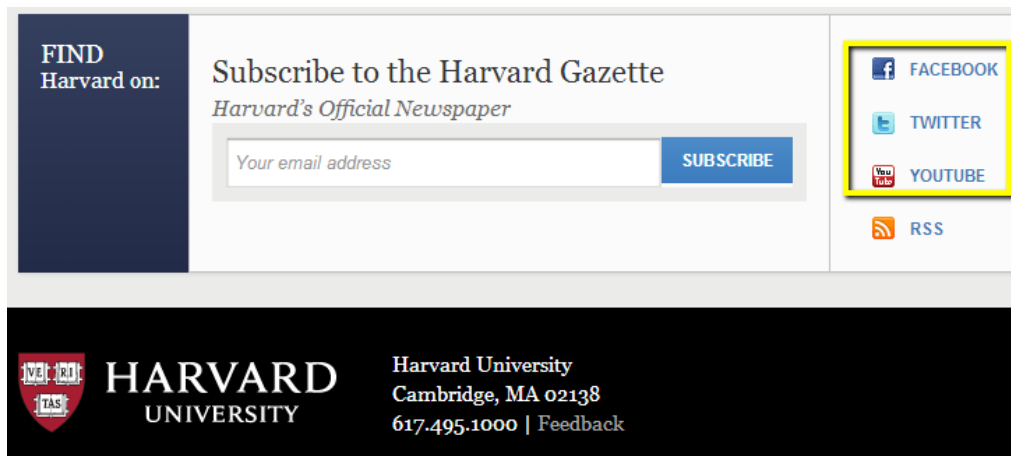 FIND
Harvard on:
Subscribe to the Harvard Gazette
Harvard's Official Newspaper
Your email address
SUBSCRIBE
FACEBOOK
TWITTER
You
Tube
YOUTUBE
RSS
VE RI
TAS
HARVARD
UNIVERSITY
Harvard University
Cambridge, MA 02138
617.495.1000 | Feedback